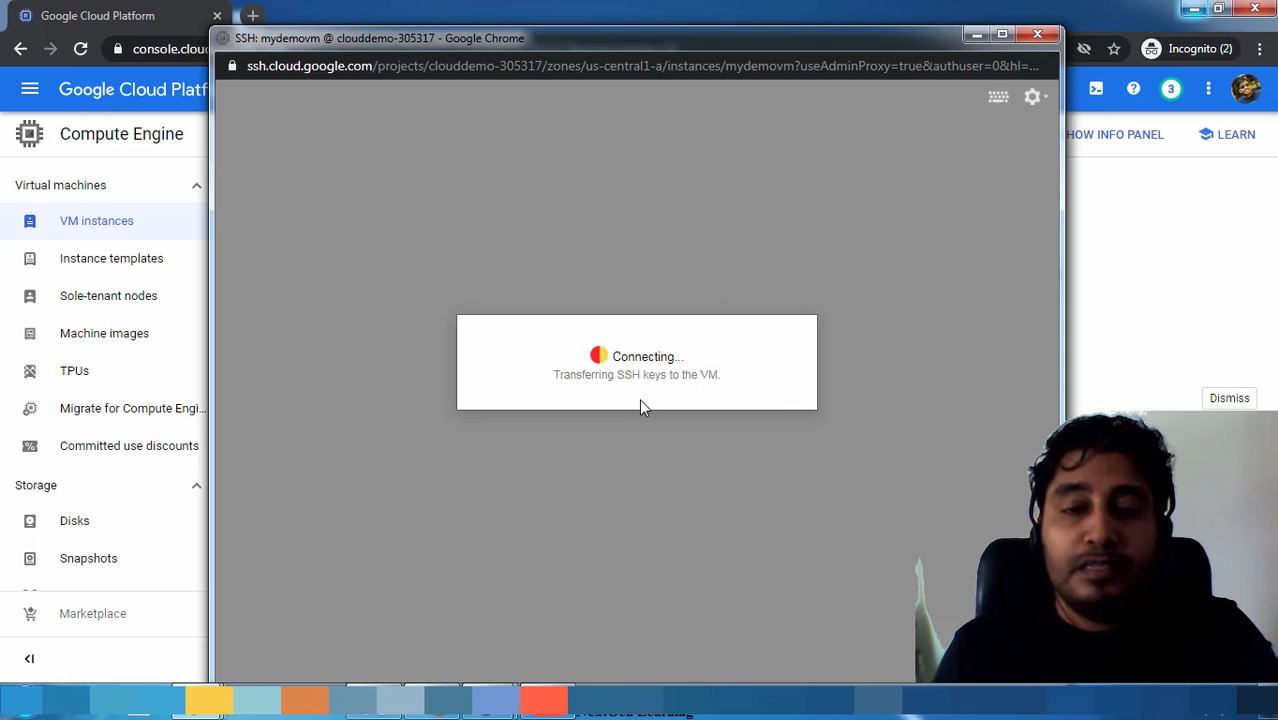 Google Cloud Platform
SSH: mydemovm @ clouddemo-305317 - Google Chrome
console.clou
ssh.cloud.google.com/projects/clouddemo-305317/zones/us-central1-a/instances/mydemovm?useAdminProxy=true&authuser=0&hl=...
Incognito (2)
Google Cloud Platf
3
Compute Engine
HOW INFO PANEL
LEARN
Virtual machines
VM instances
Instance templates
Sole-tenant nodes
Machine images
TPUs
Migrate for Compute Engi...
Committed use discounts
Storage
Disks
Snapshots
Marketplace
Connecting...
Transferring SSH keys to the VM.
Dismiss
NextGen Learning